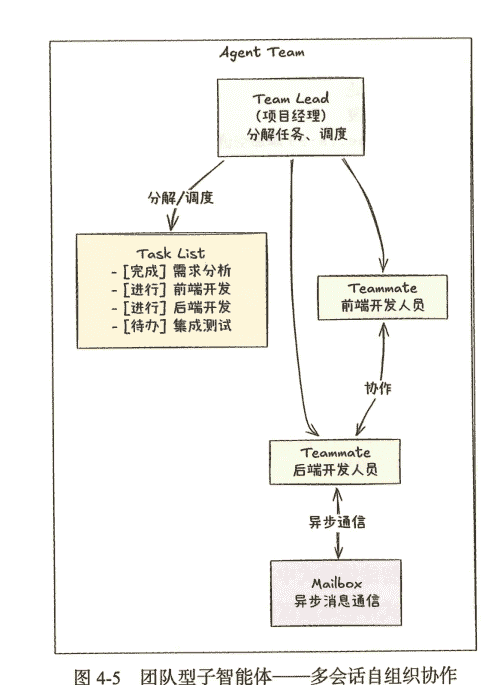 Agent Team
Team Lead
(项目经理)
分解任务、调度
分解/调度
Task List
- [完成] 需求分析
- [进行] 前端开发
- [进行] 后端开发
- [待办] 集成测试
Teammate
前端开发人员
协作
Teammate
后端开发人员
异步通信
Mailbox
异步消息通信
图 4-5 团队型子智能体——多会话自组织协作